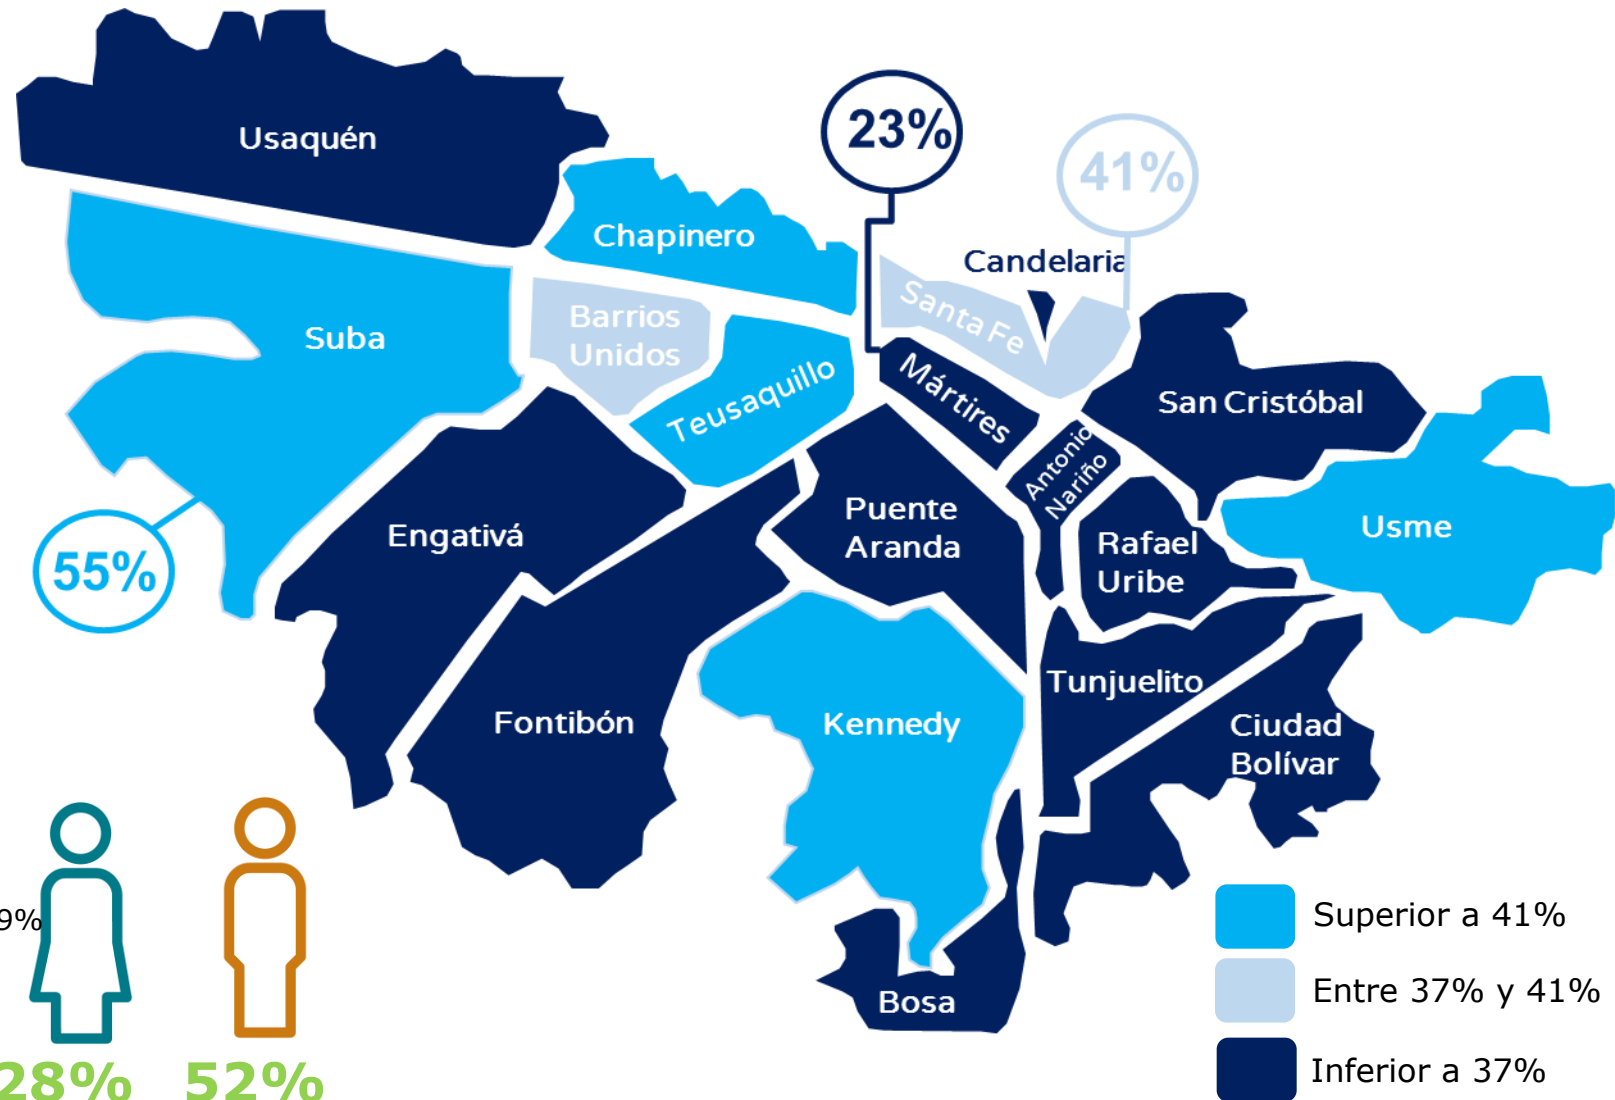 Usaquén
23%
41%
Chapinero
Candelaria
Santa Fe
Barrios
Unidos
Suba
Teusaquillo
Mártires
San Cristóbal
Antonio
Nariño
Puente
Aranda
Engativá
Rafael
Uribe
Usme
55%
Tunjuelito
Fontibón
Kennedy
Ciudad
Bolívar
9%
Bosa
28%
52%
Superior a 41%
Entre 37% y 41%
Inferior a 37%